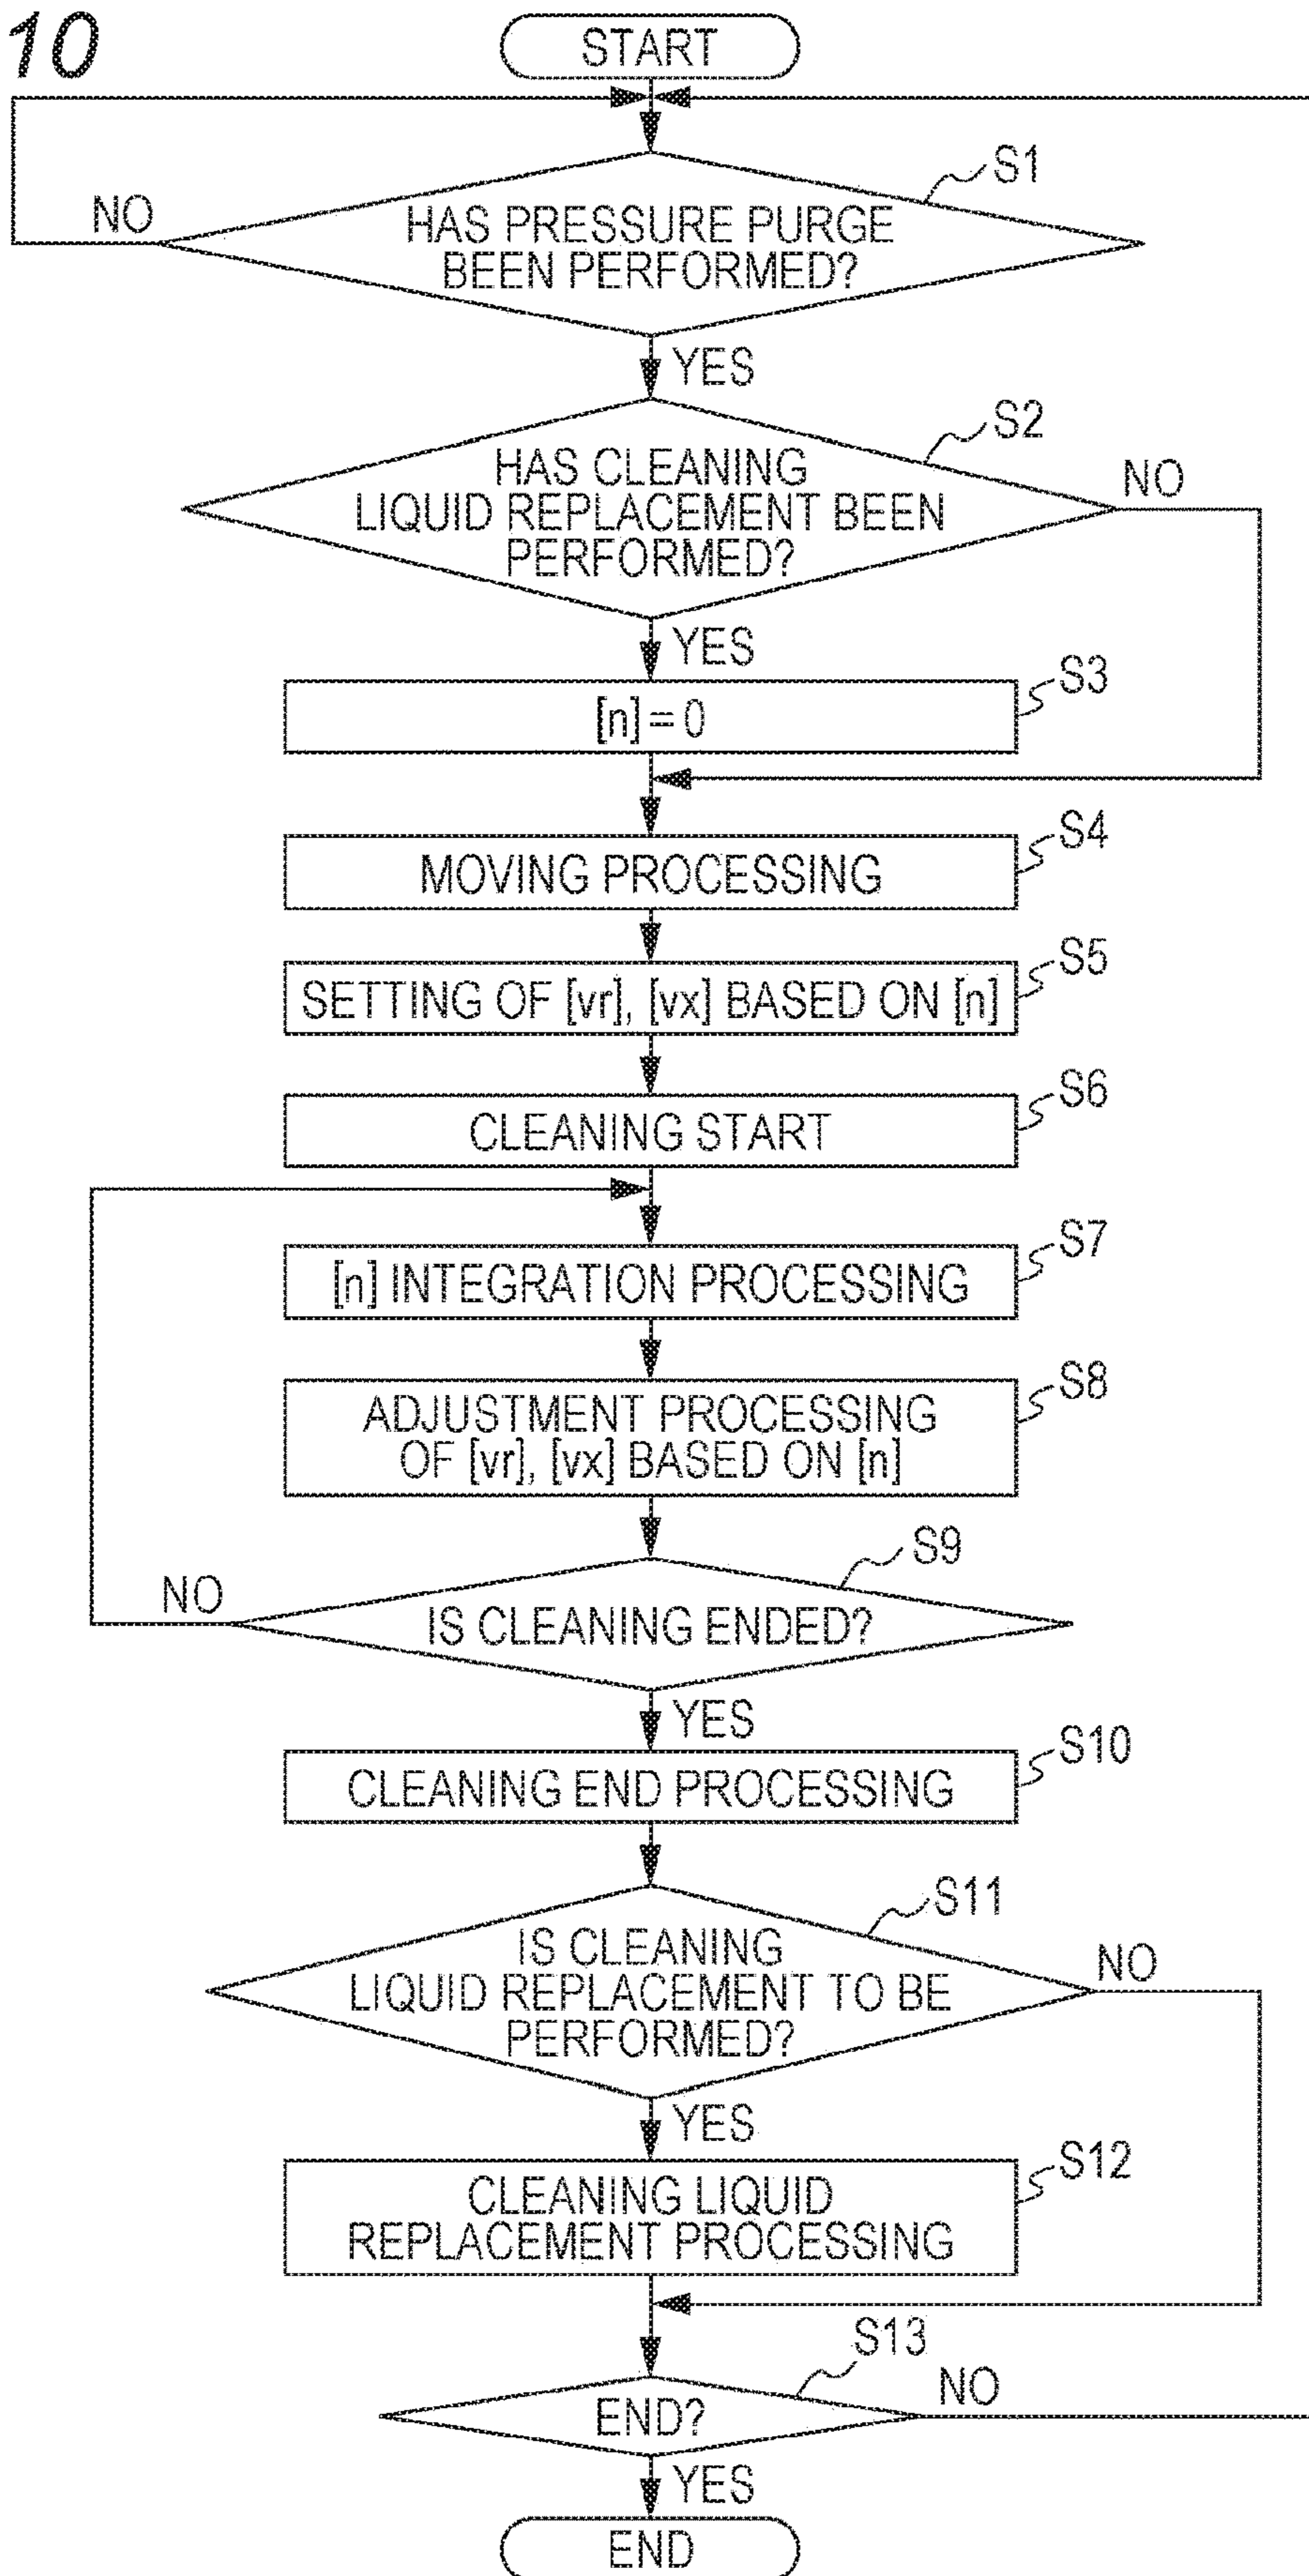 10
START
S1
NO
HAS PRESSURE PURGE
BEEN PERFORMED?
YES
S2
HAS CLEANING
NO
LIQUID REPLACEMENT BEEN
PERFORMED?
YES
S3
[n] = 0
S4
MOVING PROCESSING
S5
SETTING OF [vr], [vx] BASED ON [n]
S6
CLEANING START
S7
[n] INTEGRATION PROCESSING
S8
ADJUSTMENT PROCESSING
OF [vr], [vx] BASED ON [n]
S9
NO
IS CLEANING ENDED?
YES
S10
CLEANING END PROCESSING
S11
IS CLEANING
NO
LIQUID REPLACEMENT TO BE
PERFORMED?
YES
S12
CLEANING LIQUID
REPLACEMENT PROCESSING
S13
NO
END?
YES
END